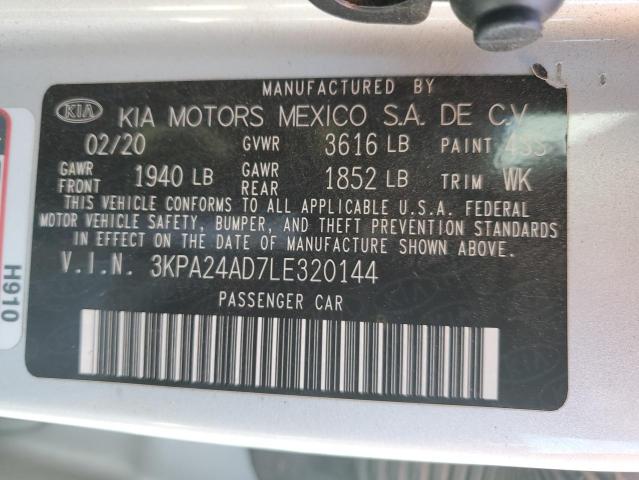 MANUFACTURED BY
KIA KIA MOTORS MEXICO S.A. DE C.V
02/20 GVWR 3616 LB PAINT 4SS
GAWR FRONT 1940 LB GAWR REAR 1852 LB TRIM WK
THIS VEHICLE CONFORMS TO ALL APPLICABLE U.S.A. FEDERAL
MOTOR VEHICLE SAFETY, BUMPER, AND THEFT PREVENTION STANDARDS
IN EFFECT ON THE DATE OF MANUFACTURE SHOWN ABOVE.
V.I.N. 3KPA24AD7LE320144
PASSENGER CAR
H910